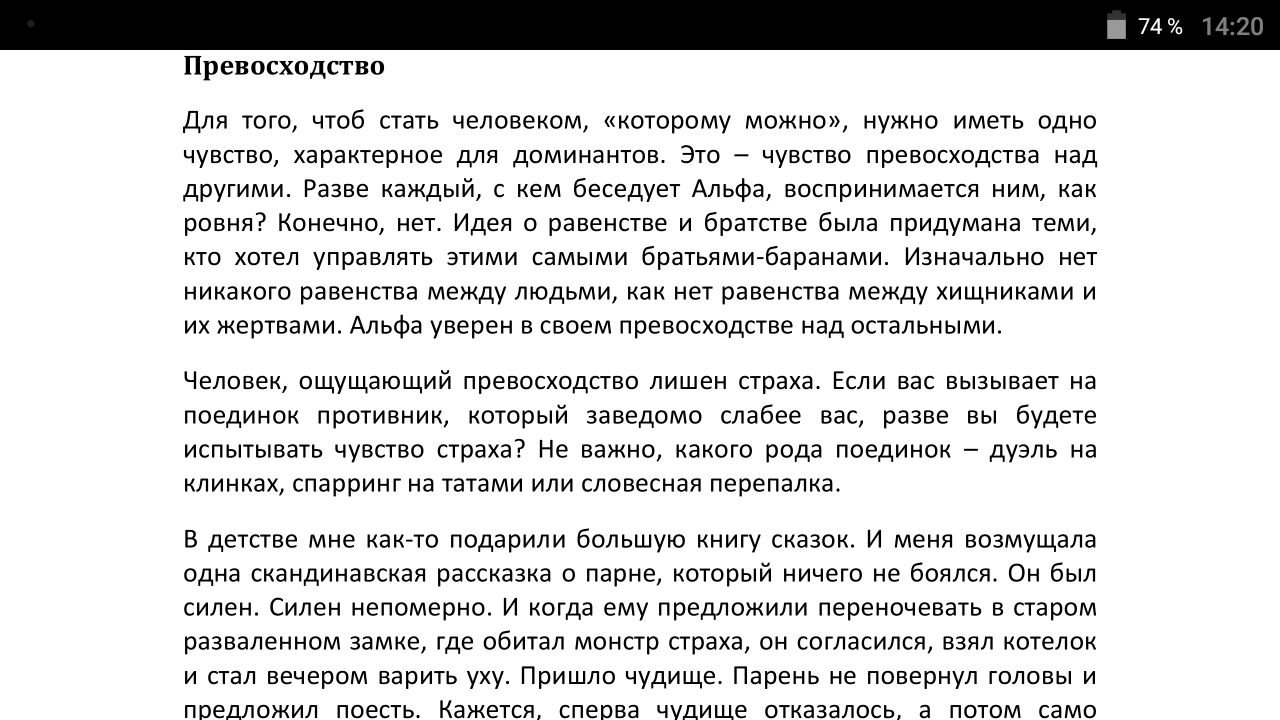 74 % 14:20
Превосходство
Для того, чтоб стать человеком, «которому можно», нужно иметь одно
чувство, характерное для доминантов. Это – чувство превосходства над
другими. Разве каждый, с кем беседует Альфа, воспринимается ним, как
ровня? Конечно, нет. Идея о равенстве и братстве была придумана теми,
кто хотел управлять этими самыми братьями-баранами. Изначально нет
никакого равенства между людьми, как нет равенства между хищниками и
их жертвами. Альфа уверен в своем превосходстве над остальными.
Человек, ощущающий превосходство лишен страха. Если вас вызывает на
поединок противник, который заведомо слабее вас, разве вы будете
испытывать чувство страха? Не важно, какого рода поединок – дуэль на
клинках, спарринг на татами или словесная перепалка.
В детстве мне как-то подарили большую книгу сказок. И меня возмущала
одна скандинавская рассказка о парне, который ничего не боялся. Он был
силен. Силен непомерно. И когда ему предложили переночевать в старом
разваленном замке, где обитал монстр страха, он согласился, взял котелок
и стал вечером варить уху. Пришло чудище. Парень не повернул головы и
предложил поесть. Кажется, сперва чудище отказалось, а потом само